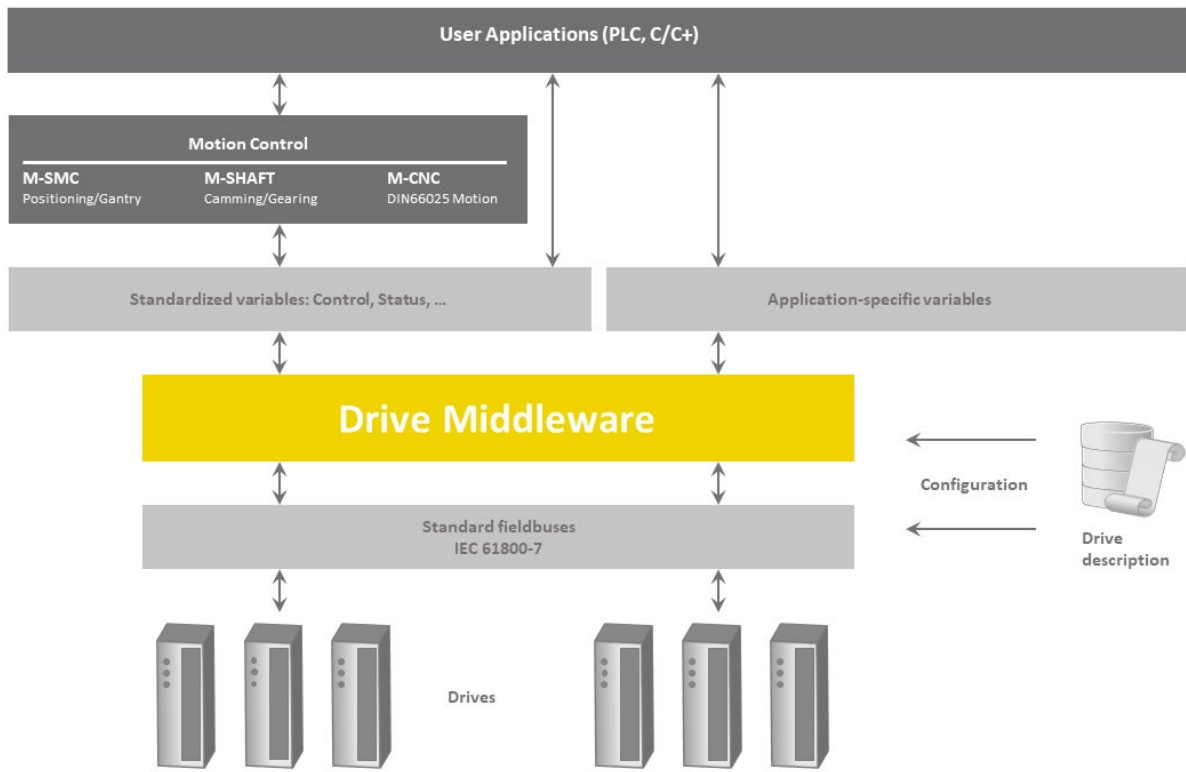 User Applications (PLC, C/C+)
Motion Control
M-SMC
Positioning/Gantry
M-SHAFT
Camming/Gearing
M-CNC
DIN66025 Motion
Standardized variables: Control, Status, ...
Application-specific variables
Drive Middleware
Configuration
Standard fieldbuses
IEC 61800-7
Drive
description
Drives